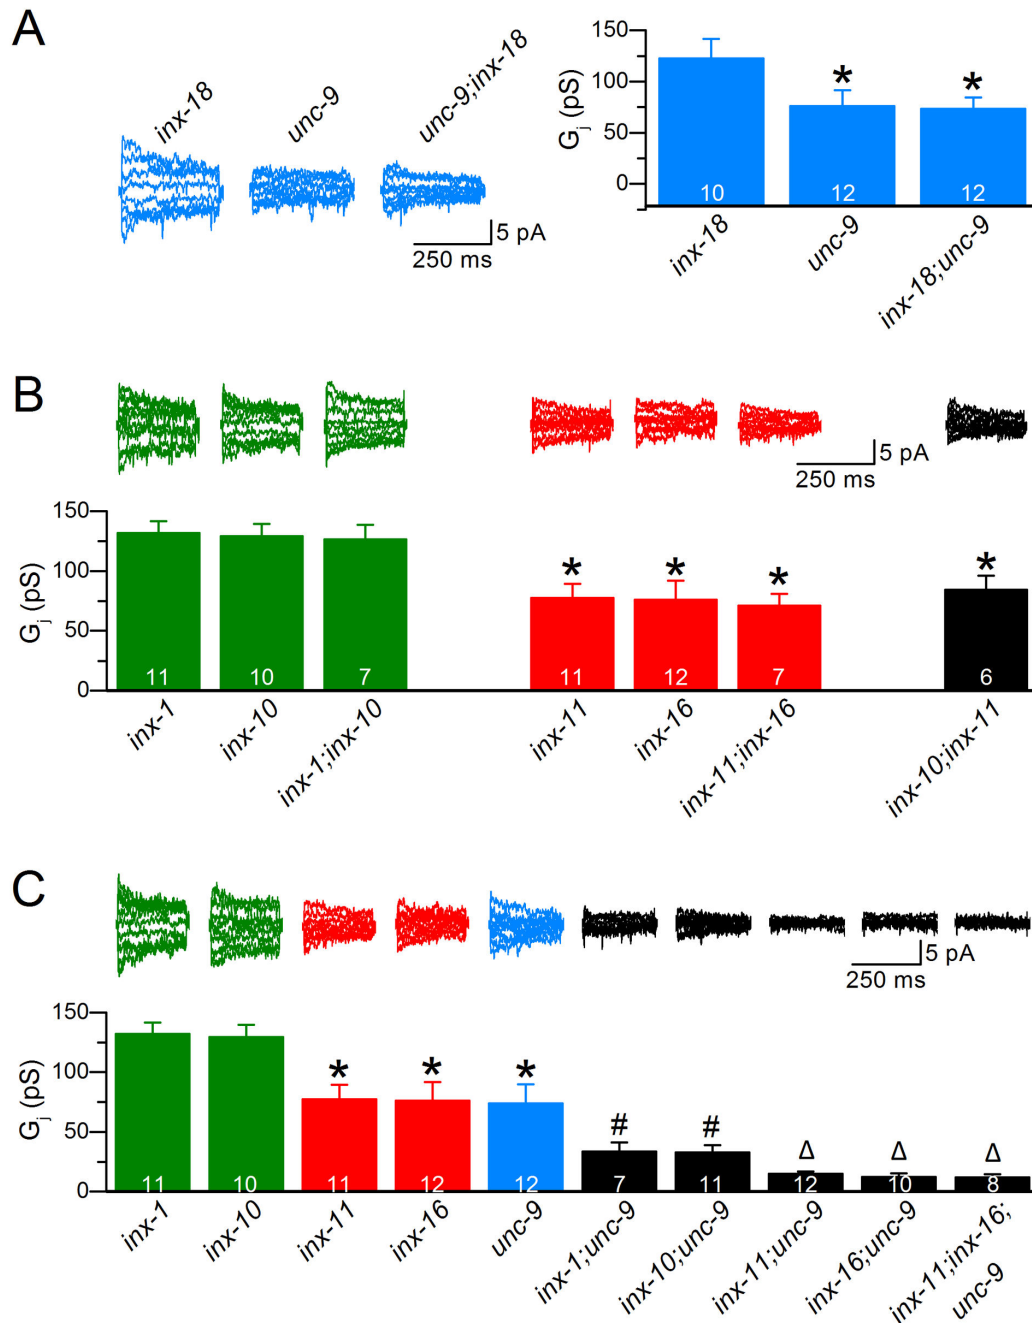 A
inx-18
unc-9
unc-9;inx-18
5 pA
250 ms
Gj (pS)
150
100
50
0
10
12
12
inx-18
unc-9
inx-18;unc-9
*
*
B
5 pA
250 ms
Gj (pS)
150
100
50
0
*
*
*
*
11
10
7
11
12
7
6
inx-1
inx-10
inx-1;inx-10
inx-11
inx-16
inx-11;inx-16
inx-10;inx-11
C
5 pA
250 ms
Gj (pS)
150
100
50
0
*
*
*
#
#
Δ
Δ
Δ
11
10
11
12
12
7
11
12
10
8
inx-1
inx-10
inx-11
inx-16
unc-9
inx-1;unc-9
inx-10;unc-9
inx-11;unc-9
inx-16;unc-9
inx-11;inx-16;
unc-9